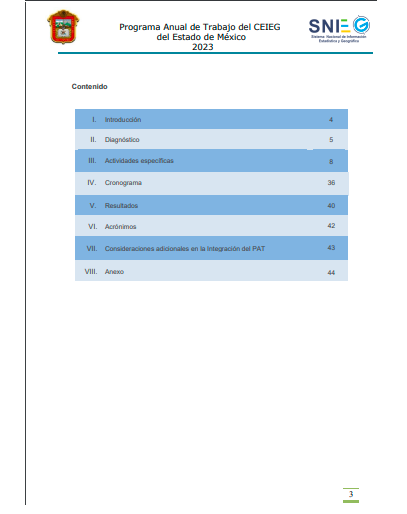 Programa Anual de Trabajo del CEIEG
del Estado de México
2023
SNIEG
Sistema Nacional de Información
Estadística y Geográfica
Contenido
I. Introducción 4
II. Diagnóstico 5
III. Actividades específicas 8
IV. Cronograma 36
V. Resultados 40
VI. Acrónimos 42
VII. Consideraciones adicionales en la Integración del PAT 43
VIII. Anexo 44
3